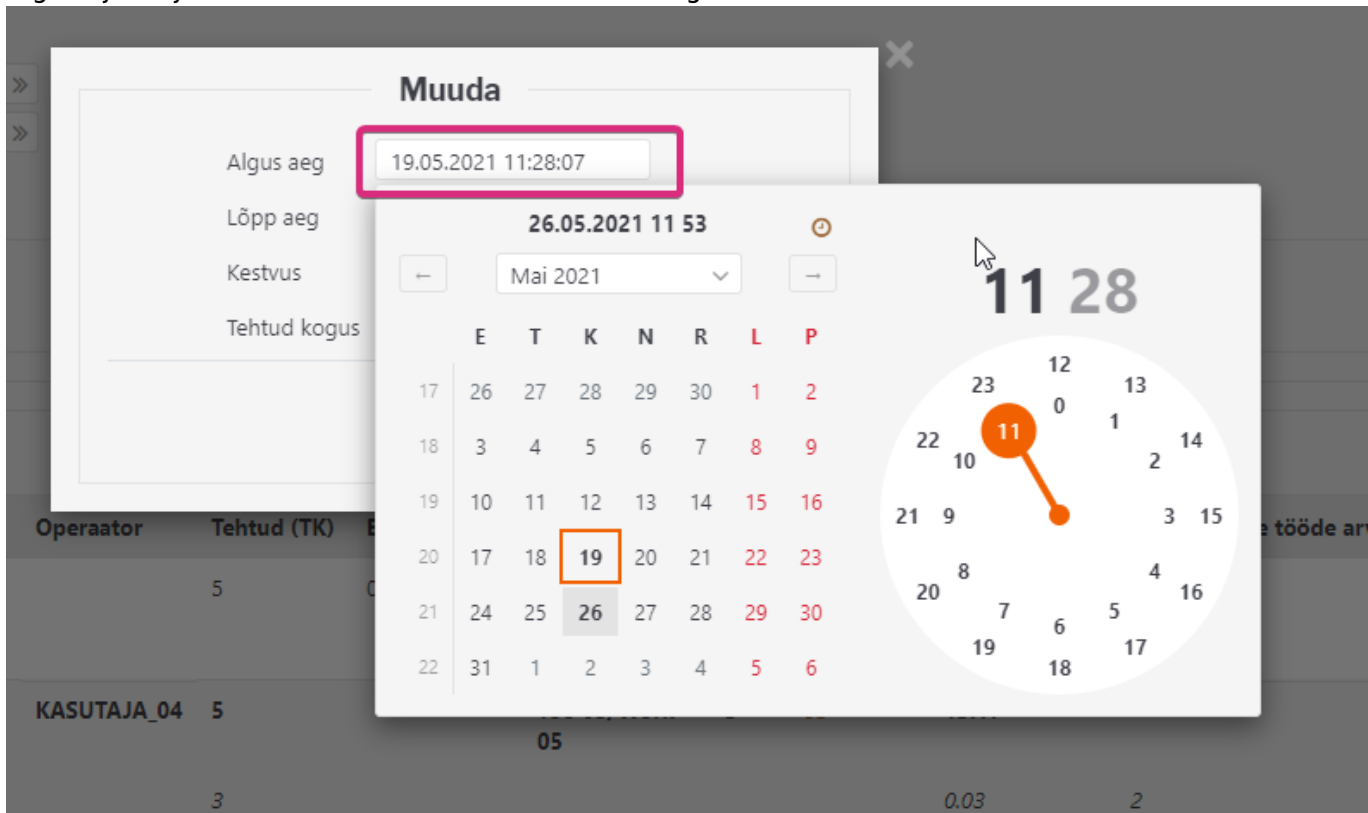 Muuda
Algus aeg 19.05.2021 11:28:07
Lõpp aeg
Kestvus
Tehtud kogus
26.05.2021 11 53
← Mai 2021 →
E T K N R L P
17 26 27 28 29 30 1 2
18 3 4 5 6 7 8 9
19 10 11 12 13 14 15 16
20 17 18 19 20 21 22 23
21 24 25 26 27 28 29 30
22 31 1 2 3 4 5 6
11 28
12
23 13
0
11 1
22 14
10 2
21 9 3 15
8 4
20 16
7 5
6
19 17
18
Operaator Tehtud (TK) tööde
5
KASUTAJA_04 5
05
3 0.03 2